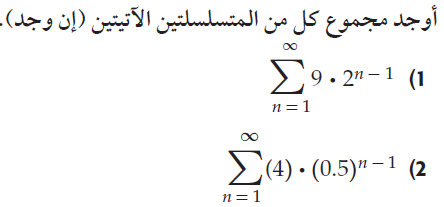 أوجد مجموع كل من المتسلسلتين الآتيتين (إن وجد).
(1 ∑_{n=1}^{∞} 9 · 2^{n − 1}
(2 ∑_{n=1}^{∞} (4) · (0.5)^{n − 1}